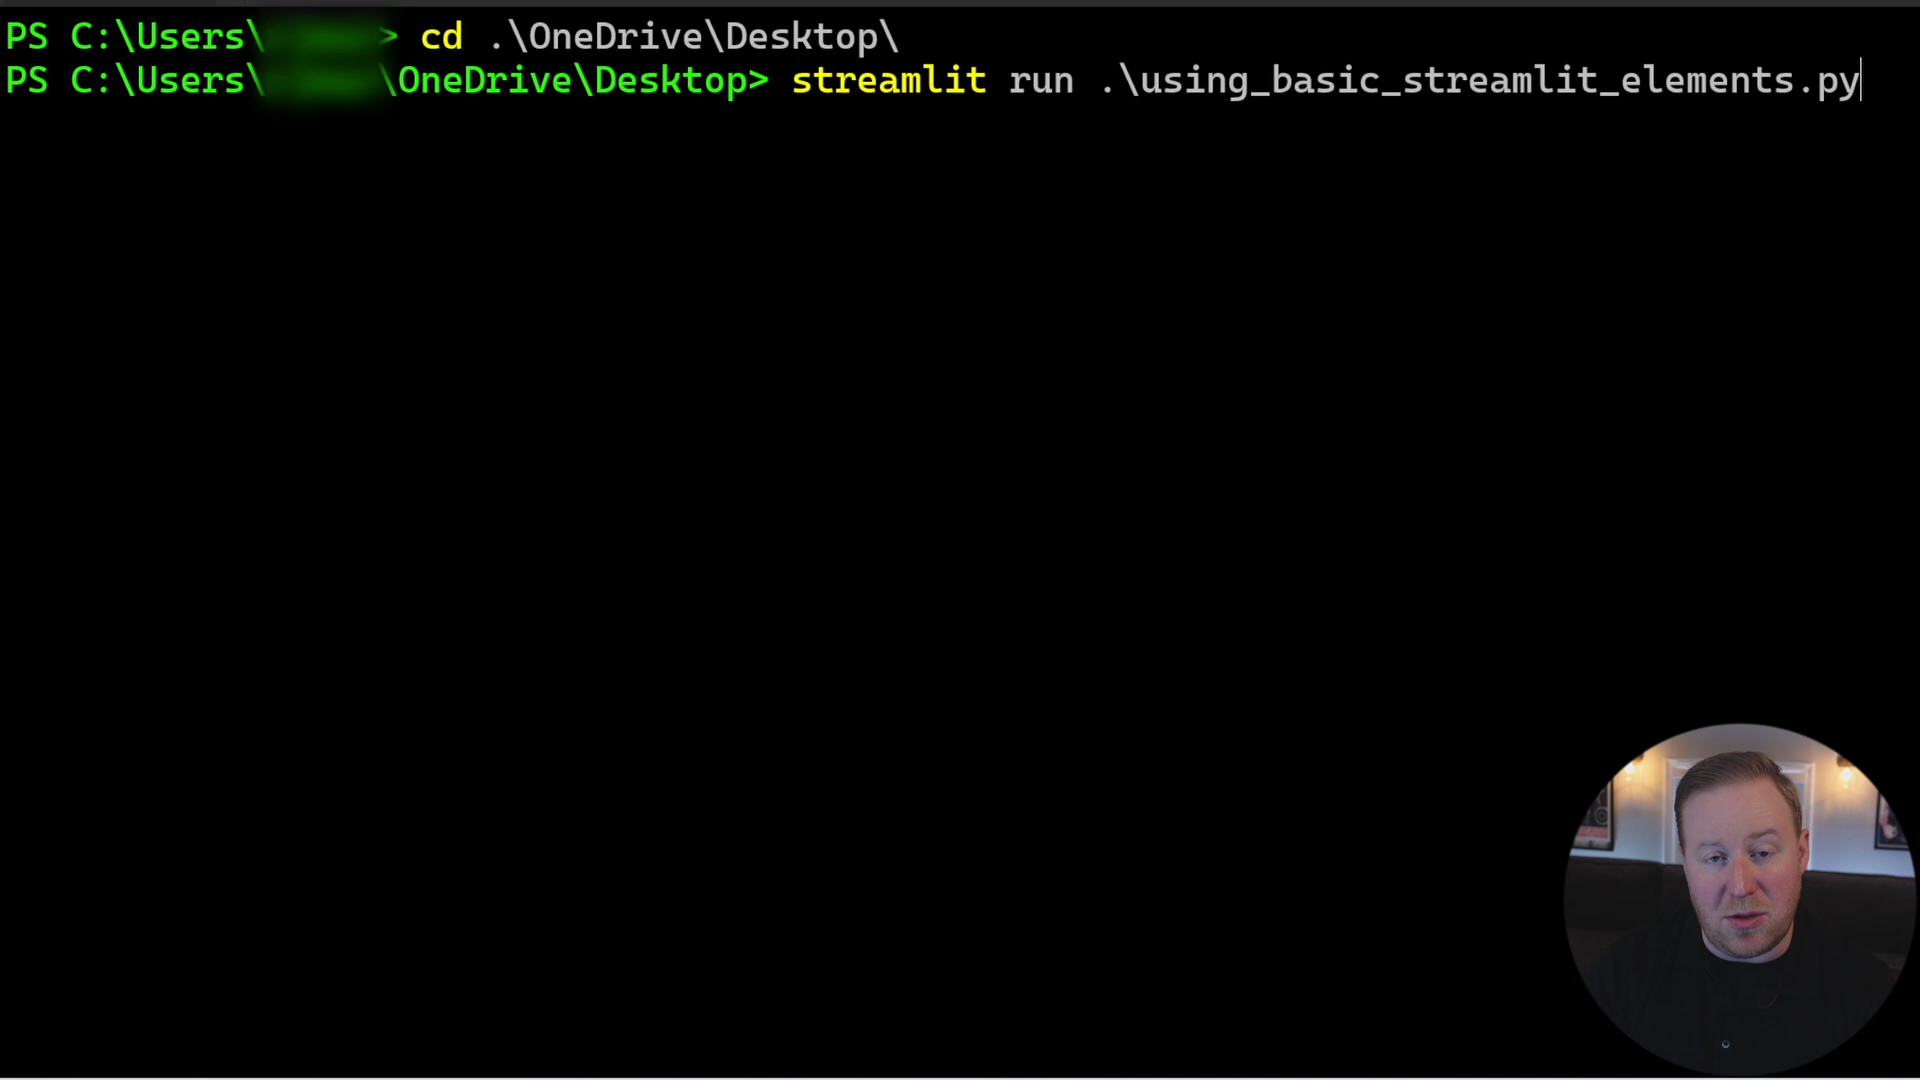 PS C:\Users\ > cd .\OneDrive\Desktop\
PS C:\Users\ \OneDrive\Desktop> streamlit run .\using_basic_streamlit_elements.py